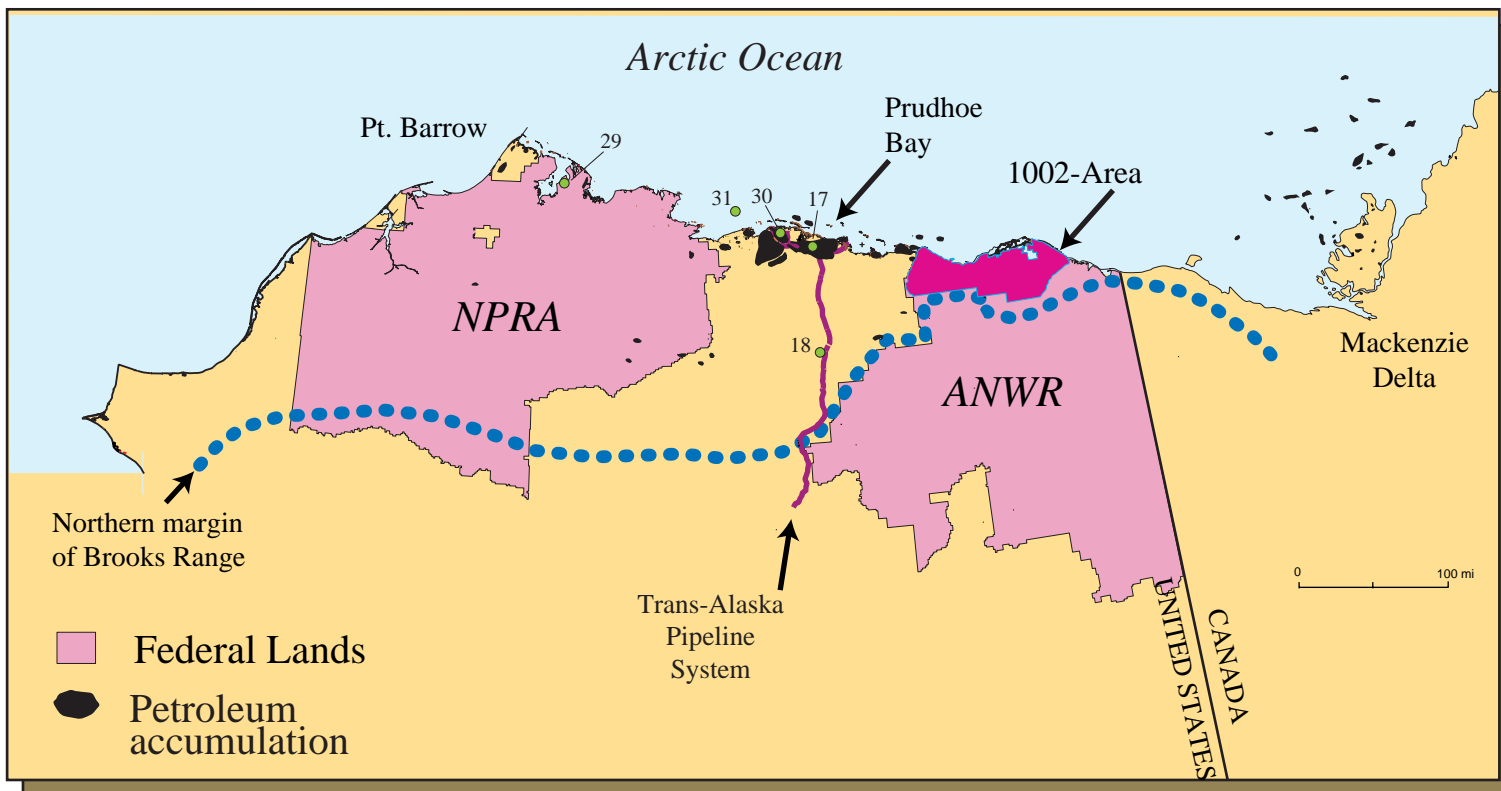 Arctic Ocean
Pt. Barrow
29
Prudhoe
Bay
1002-Area
31
30
17
NPRA
18
ANWR
Mackenzie
Delta
Northern margin
of Brooks Range
Trans-Alaska
Pipeline
System
0
100 mi
UNITED STATES
CANADA
Federal Lands
Petroleum
accumulation